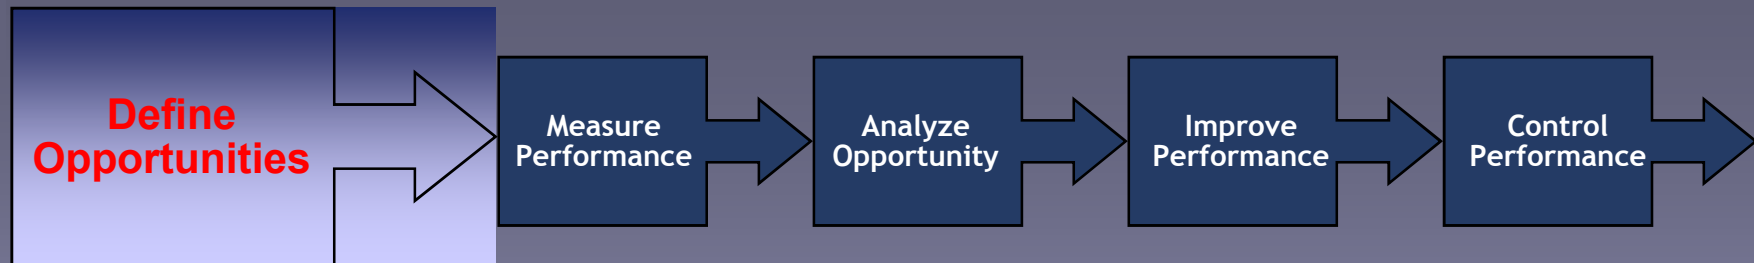 Define
Opportunities
Measure
Performance
Analyze
Opportunity
Improve
Performance
Control
Performance